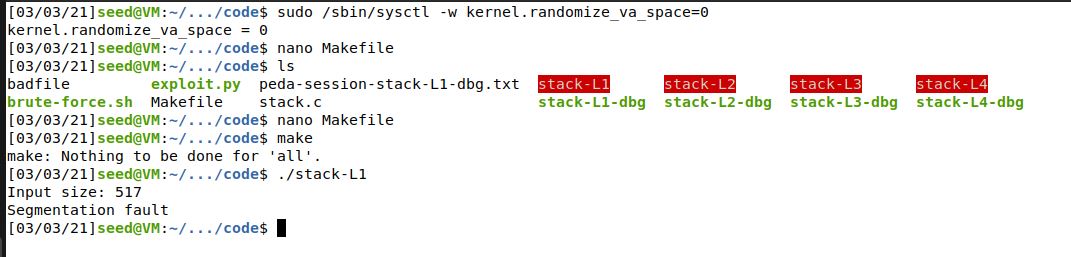 [03/03/21]seed@VM:~/.../code$ sudo /sbin/sysctl -w kernel.randomize_va_space=0
kernel.randomize_va_space = 0
[03/03/21]seed@VM:~/.../code$ nano Makefile
[03/03/21]seed@VM:~/.../code$ ls
badfile         exploit.py  peda-session-stack-L1-dbg.txt  stack-L1      stack-L2      stack-L3      stack-L4
brute-force.sh  Makefile    stack.c                        stack-L1-dbg  stack-L2-dbg  stack-L3-dbg  stack-L4-dbg
[03/03/21]seed@VM:~/.../code$ nano Makefile
[03/03/21]seed@VM:~/.../code$ make
make: Nothing to be done for 'all'.
[03/03/21]seed@VM:~/.../code$ ./stack-L1
Input size: 517
Segmentation fault
[03/03/21]seed@VM:~/.../code$